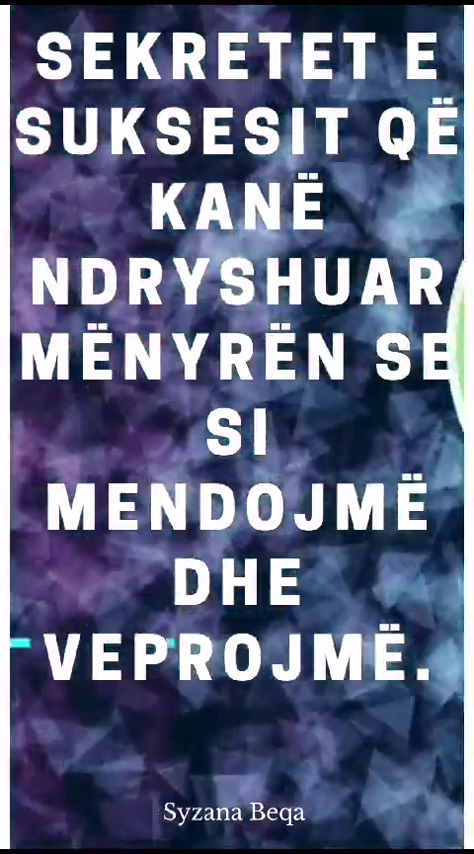 SEKRETET E
SUKSESIT QË
KANË
NDRYSHUAR
MËNYRËN SE
SI
MENDOJMË
DHE
VEPROJMË.
Syzana Beqa